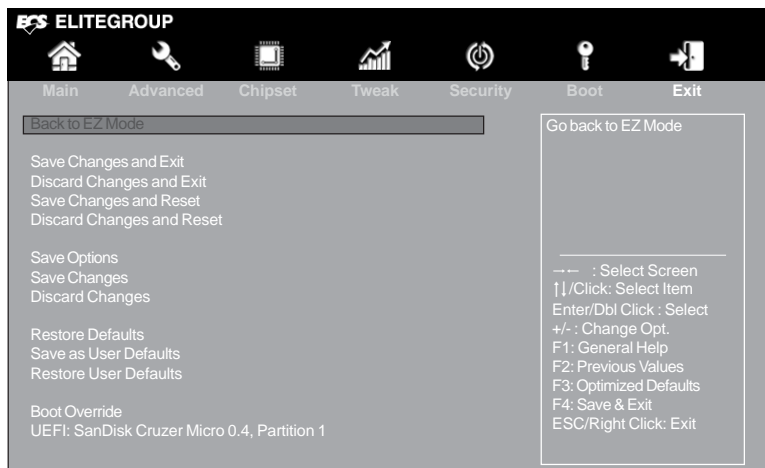 ECS ELITEGROUP
Main Advanced Chipset Tweak Security Boot Exit
Back to EZ Mode
Save Changes and Exit
Discard Changes and Exit
Save Changes and Reset
Discard Changes and Reset
Save Options
Save Changes
Discard Changes
Restore Defaults
Save as User Defaults
Restore User Defaults
Boot Override
UEFI: SanDisk Cruzer Micro 0.4, Partition 1
Go back to EZ Mode
→← : Select Screen
↑↓/Click: Select Item
Enter/Dbl Click : Select
+/- : Change Opt.
F1: General Help
F2: Previous Values
F3: Optimized Defaults
F4: Save & Exit
ESC/Right Click: Exit